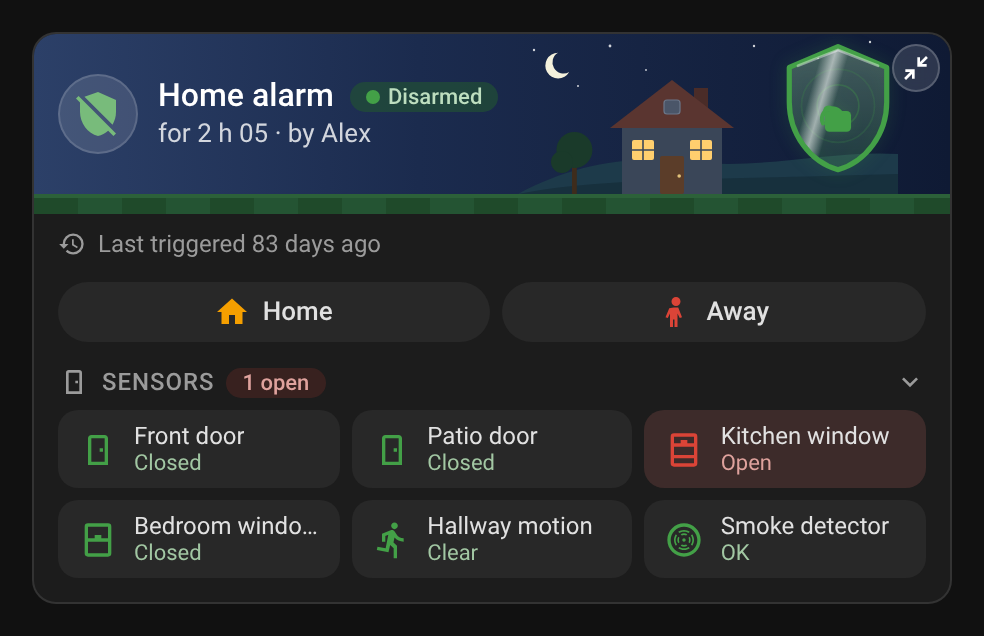 Home alarm
Disarmed
for 2 h 05 · by Alex
Last triggered 83 days ago
Home
Away
SENSORS
1 open
Front door
Closed
Patio door
Closed
Kitchen window
Open
Bedroom windo...
Closed
Hallway motion
Clear
Smoke detector
OK